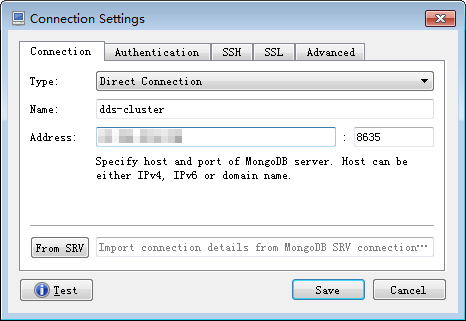 Connection Settings
Connection Authentication SSH SSL Advanced
Type: Direct Connection
Name: dds-cluster
Address: : 8635
Specify host and port of MongoDB server. Host can be
either IPv4, IPv6 or domain name.
From SRV Import connection details from MongoDB SRV connection…
Test Save Cancel